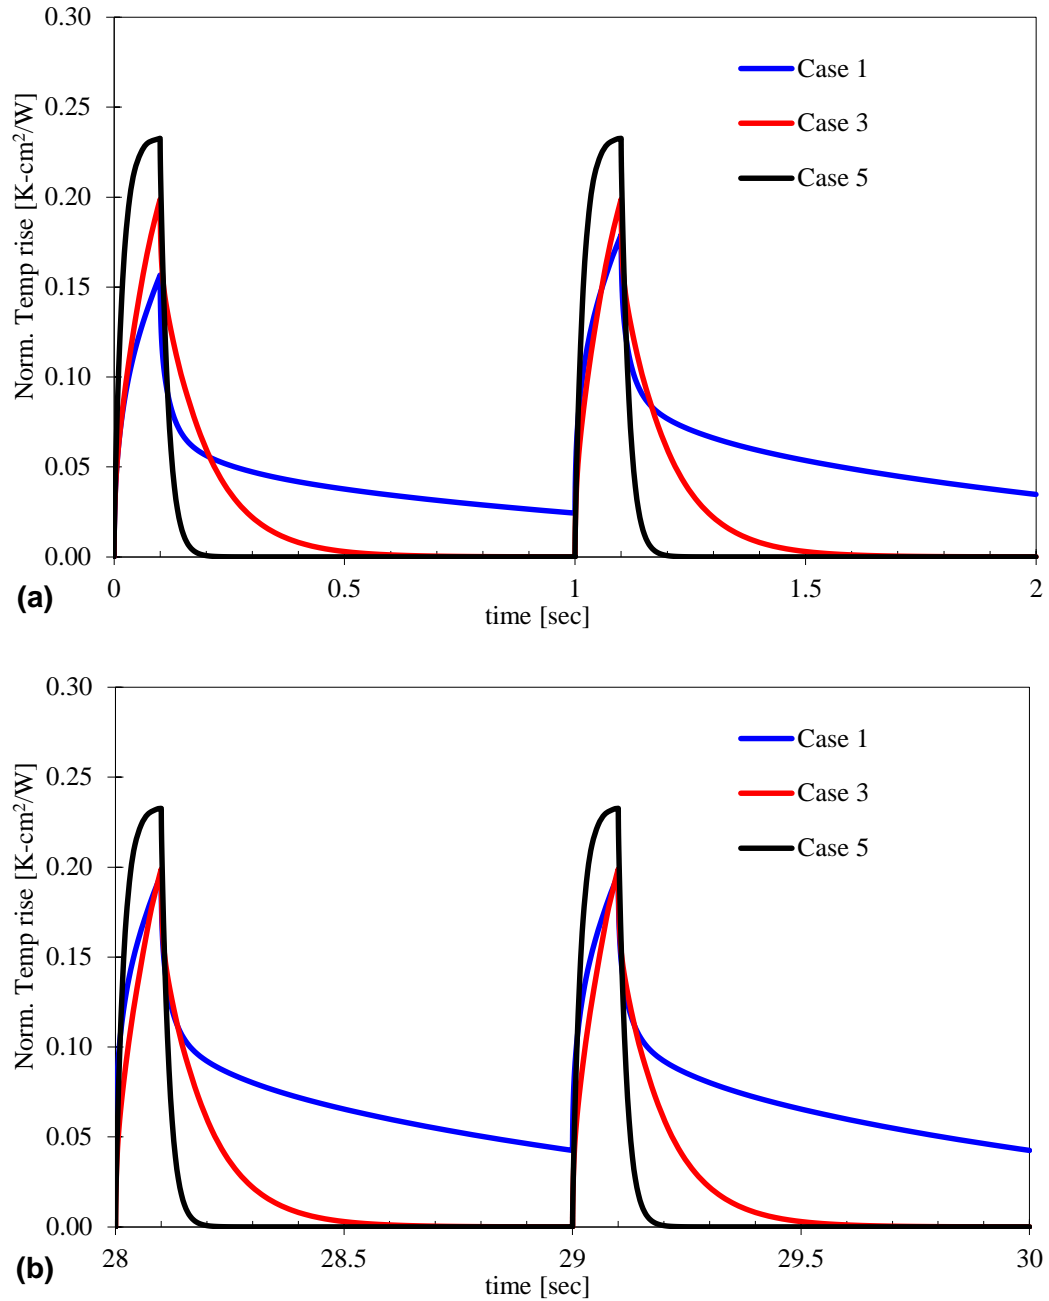 0.30
0.25
0.20
0.15
0.10
0.05
0.00
Norm. Temp rise [K-cm²/W]
Case 1
Case 3
Case 5
0 0.5 1 1.5 2
time [sec]
(a)
0.30
0.25
0.20
0.15
0.10
0.05
0.00
Norm. Temp rise [K-cm²/W]
Case 1
Case 3
Case 5
28 28.5 29 29.5 30
time [sec]
(b)